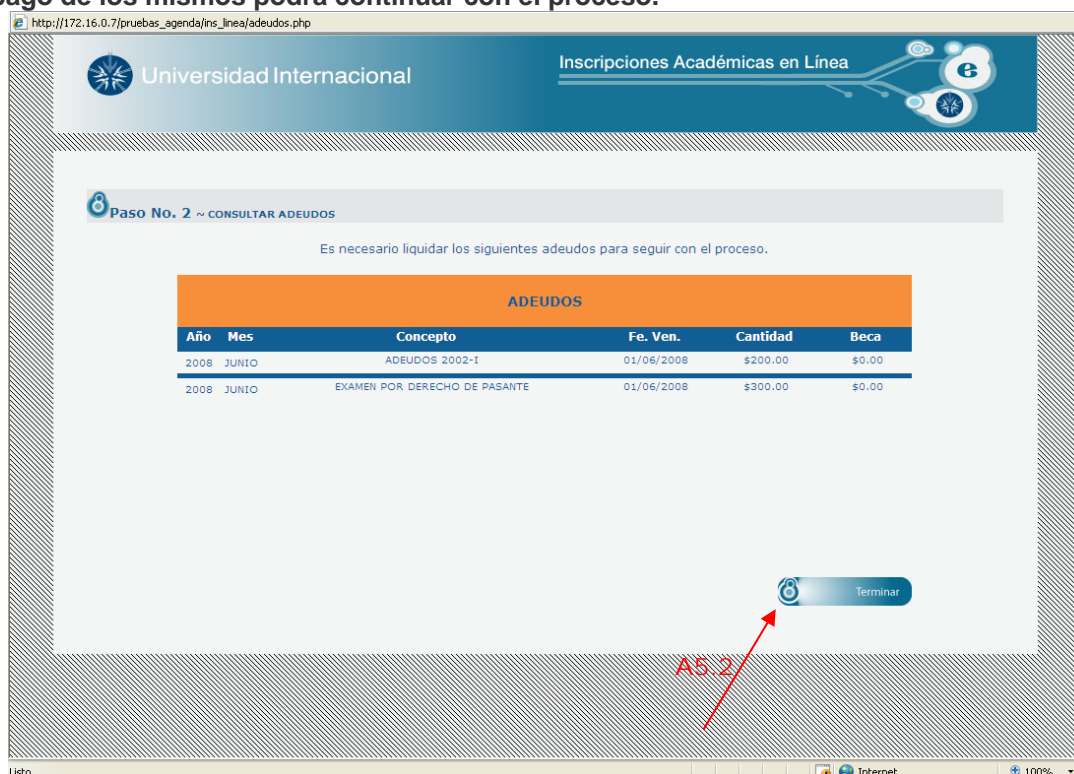 pago de los mismos podrá continuar con el proceso.
http://172.16.0.7/pruebas_agenda/ins_linea/adeudos.php
Universidad Internacional
Inscripciones Académicas en Línea
e
Paso No. 2 ~ CONSULTAR ADEUDOS
Es necesario liquidar los siguientes adeudos para seguir con el proceso.
ADEUDOS
Año Mes Concepto Fe. Ven. Cantidad Beca
2008 JUNIO ADEUDOS 2002-I 01/06/2008 $200.00 $0.00
2008 JUNIO EXAMEN POR DERECHO DE PASANTE 01/06/2008 $300.00 $0.00
Terminar
A5.2
Listo Internet 100%